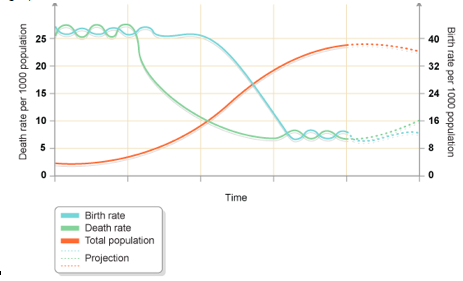 Death rate per 1000 population
25
20
15
10
5
0
40
32
24
16
8
0
Birth rate per 1000 population
Time
Birth rate
Death rate
Total population
Projection